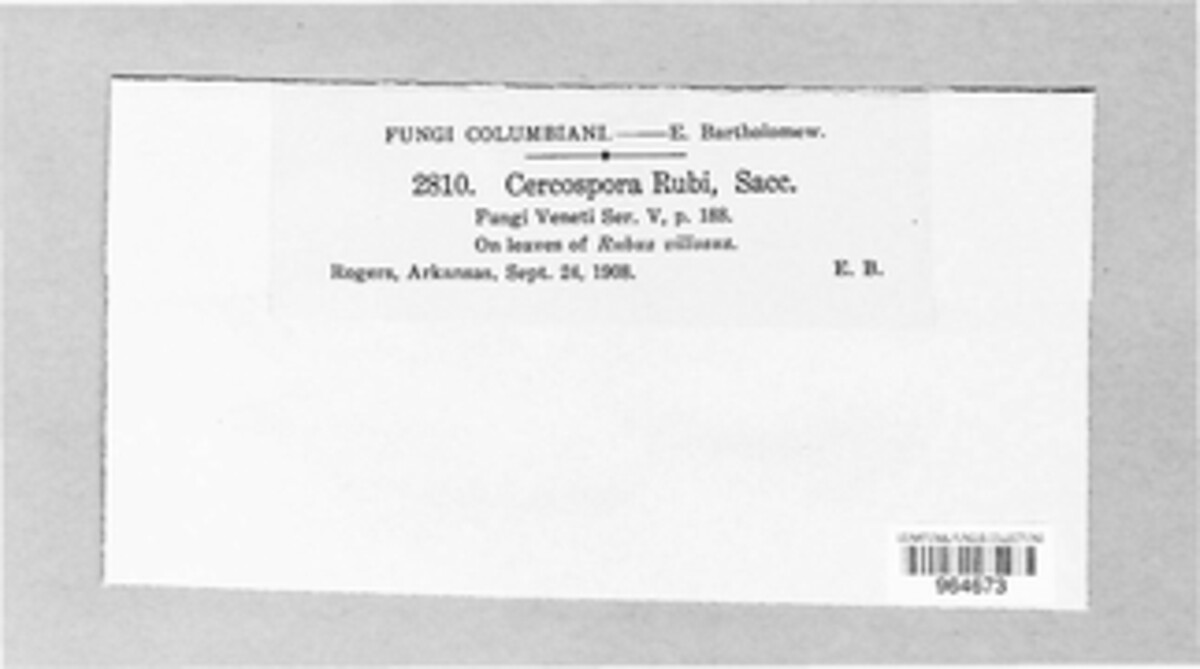 FUNGI COLUMBIANI.——E. Bartholomew.
2810. Cercospora Rubi, Sacc.
Fungi Veneti Ser. V, p. 188.
On leaves of Rubus villosus.
Rogers, Arkansas, Sept. 24, 1908.
E. B.
964673